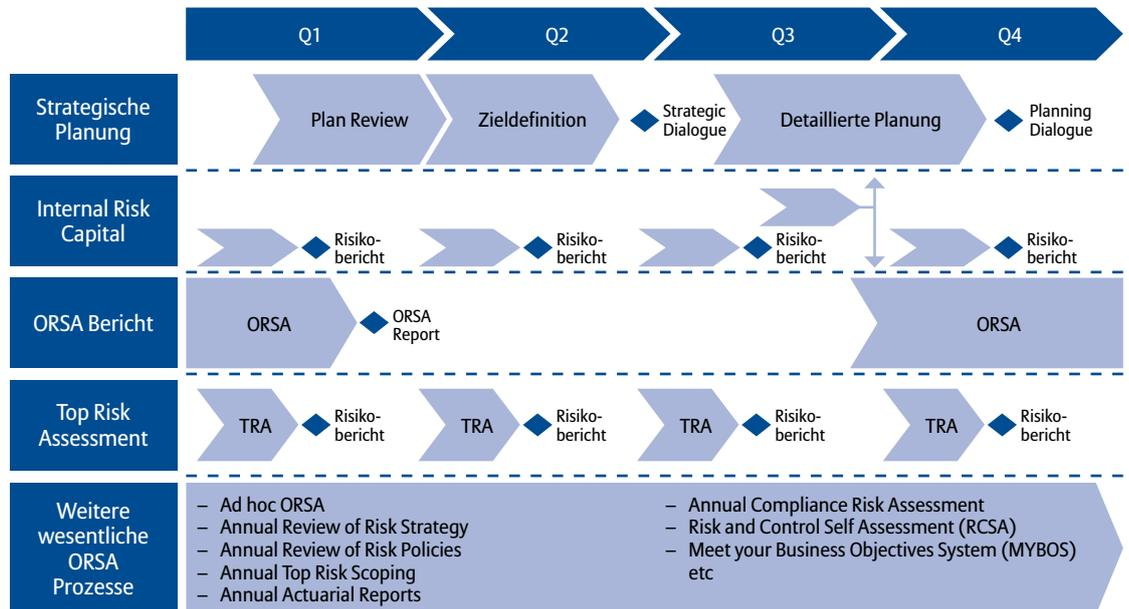 Q1
Q2
Q3
Q4
Strategische
Planung
Plan Review
Zieldefinition
Strategic
Dialogue
Detaillierte Planung
Planning
Dialogue
Internal Risk
Capital
Risiko-
bericht
Risiko-
bericht
Risiko-
bericht
Risiko-
bericht
ORSA Bericht
ORSA
ORSA
Report
ORSA
Top Risk
Assessment
TRA
Risiko-
bericht
TRA
Risiko-
bericht
TRA
Risiko-
bericht
TRA
Risiko-
bericht
Weitere
wesentliche
ORSA
Prozesse
– Ad hoc ORSA
– Annual Review of Risk Strategy
– Annual Review of Risk Policies
– Annual Top Risk Scoping
– Annual Actuarial Reports
– Annual Compliance Risk Assessment
– Risk and Control Self Assessment (RCSA)
– Meet your Business Objectives System (MYBOS)
etc